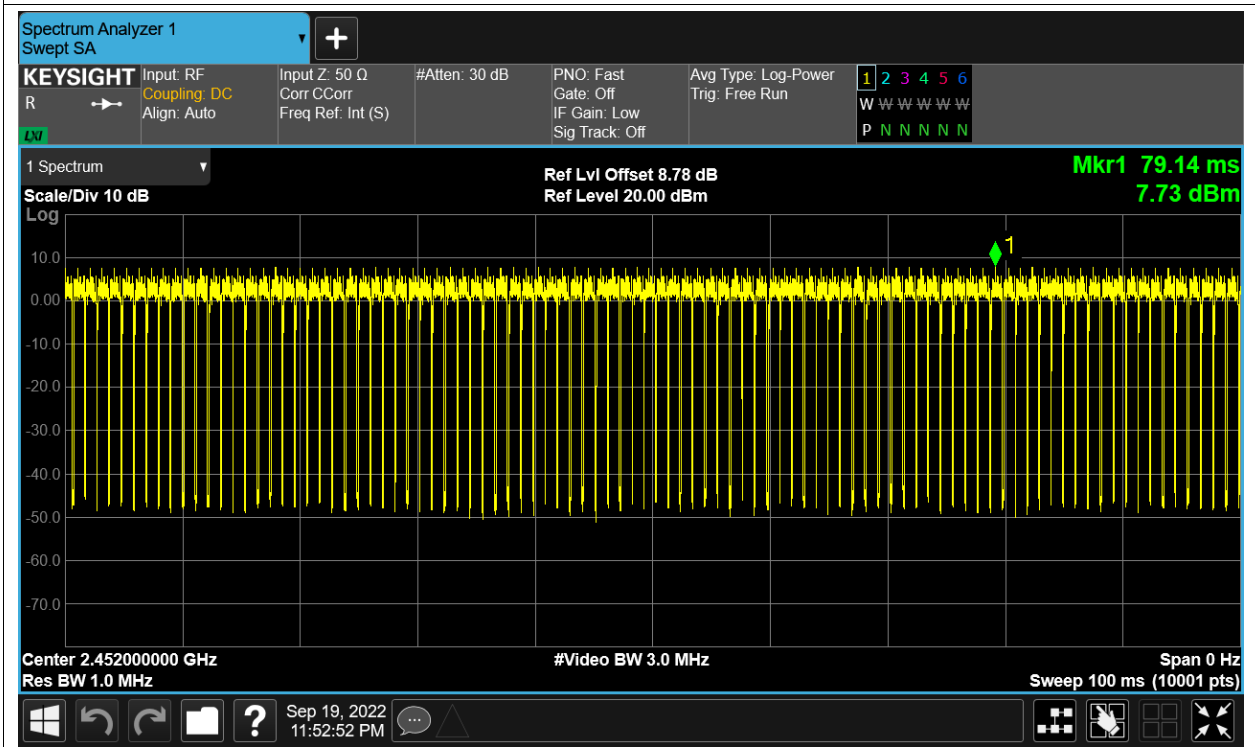 Spectrum Analyzer 1
Swept SA
KEYSIGHT
R
LXI
Input: RF
Coupling: DC
Align: Auto
Input Z: 50 Ω
Corr CCorr
Freq Ref: Int (S)
#Atten: 30 dB
PNO: Fast
Gate: Off
IF Gain: Low
Sig Track: Off
Avg Type: Log-Power
Trig: Free Run
1 2 3 4 5 6
W W W W W W
P N N N N N
1 Spectrum
Scale/Div 10 dB
Ref Lvl Offset 8.78 dB
Ref Level 20.00 dBm
Mkr1 79.14 ms
7.73 dBm
Log
1
10.0
0.00
-10.0
-20.0
-30.0
-40.0
-50.0
-60.0
-70.0
Center 2.452000000 GHz
Res BW 1.0 MHz
#Video BW 3.0 MHz
Span 0 Hz
Sweep 100 ms (10001 pts)
?
Sep 19, 2022
11:52:52 PM